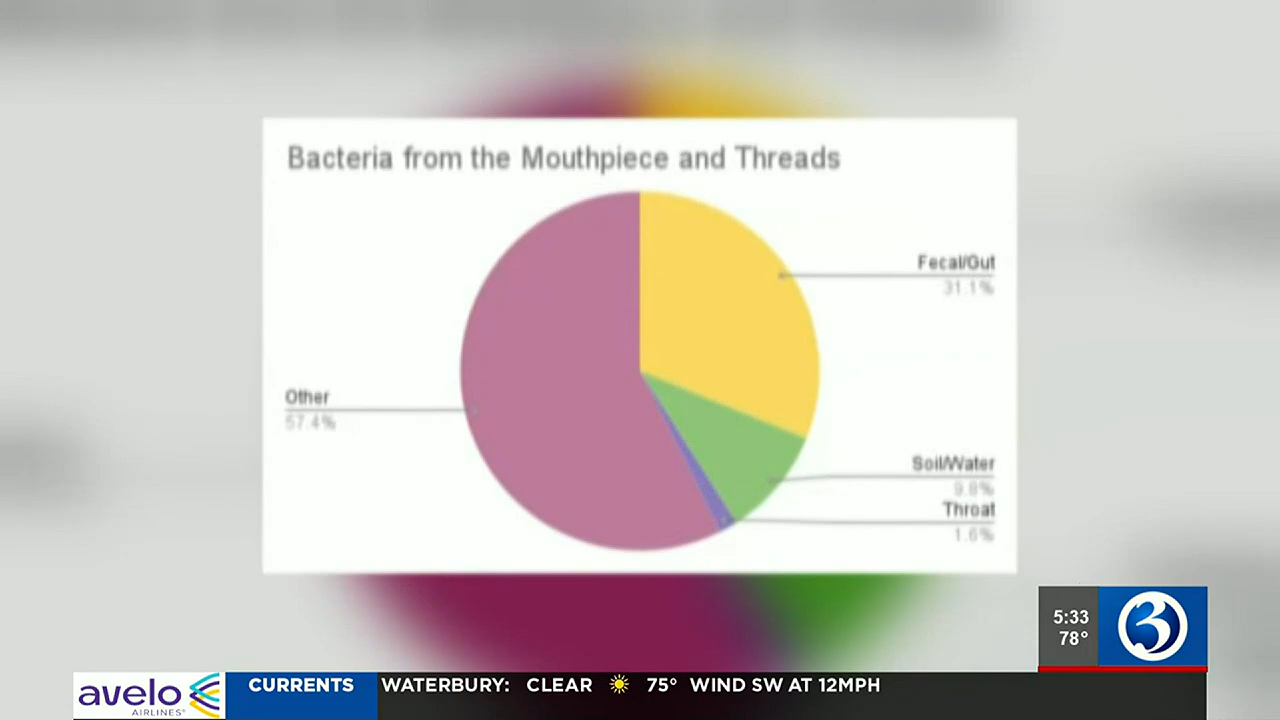 Bacteria from the Mouthpiece and Threads
Fecal/Gut
31.1%
Other
57.4%
Soil/Water
9.8%
Throat
1.6%
5:33
78°
3
avelo
AIRLINES
CURRENTS
WATERBURY: CLEAR 75° WIND SW AT 12MPH